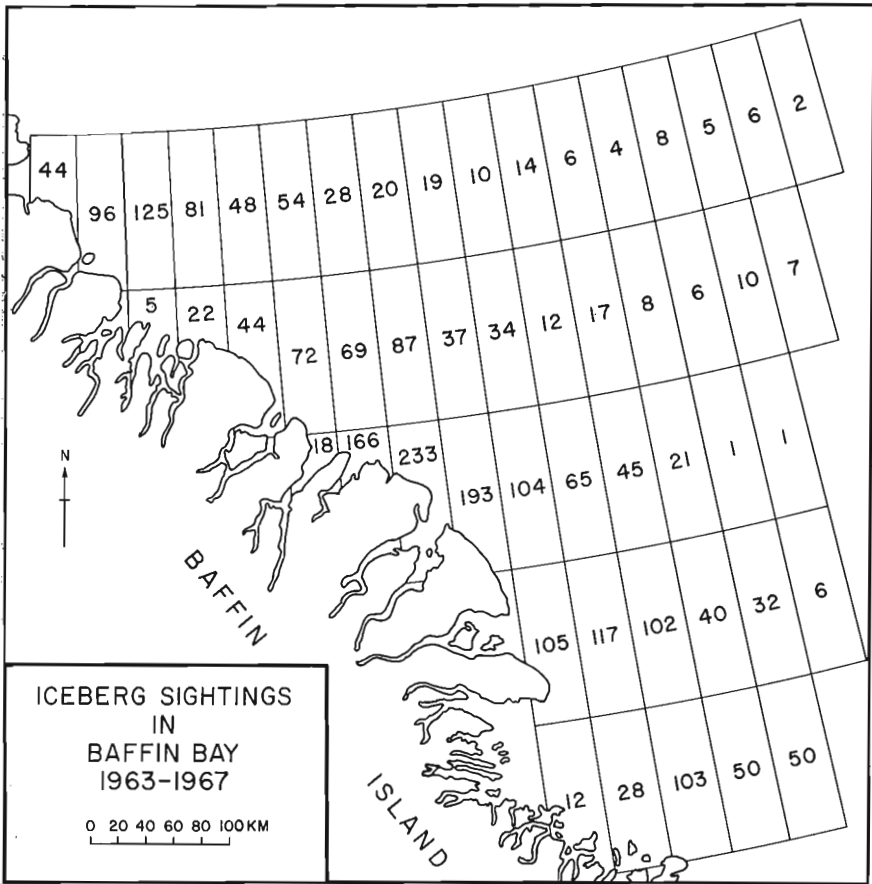 44 96 125 81 48 54 28 20 19 10 14 6 4 8 5 6 2
5 22 44 72 69 87 37 34 12 17 8 6 10 7
18 166 233 193 104 65 45 21 1 1
105 117 102 40 32 6
12 28 103 50 50
N
BAFFIN
ISLAND
ICEBERG SIGHTINGS
IN
BAFFIN BAY
1963-1967
0 20 40 60 80 100 KM